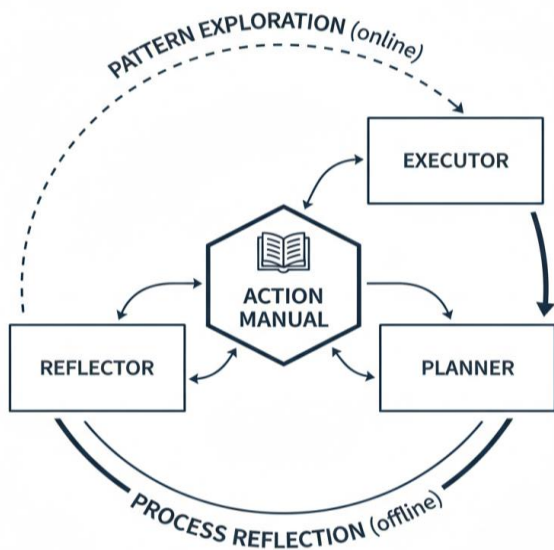 PATTERN EXPLORATION (online)
EXECUTOR
ACTION
MANUAL
REFLECTOR
PLANNER
PROCESS REFLECTION (offline)